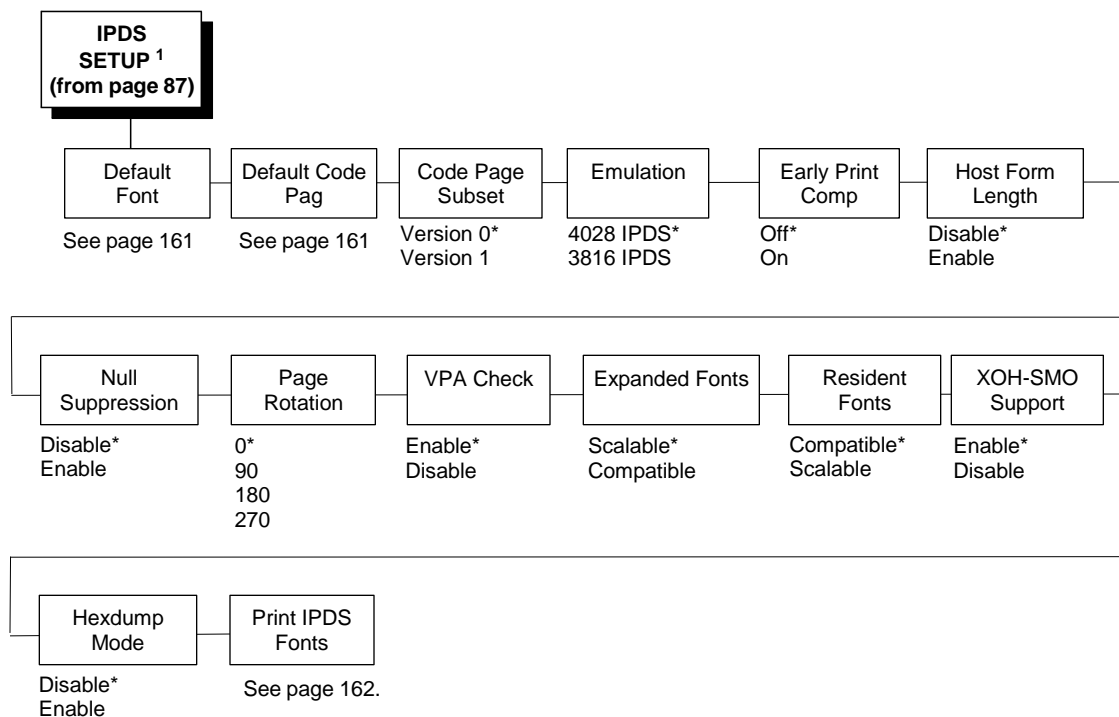 IPDS
SETUP 1
(from page 87)
Default
Font
See page 161
Default Code
Pag
See page 161
Code Page
Subset
Version 0*
Version 1
Emulation
4028 IPDS*
3816 IPDS
Early Print
Comp
Off*
On
Host Form
Length
Disable*
Enable
Null
Suppression
Disable*
Enable
Page
Rotation
0*
90
180
270
VPA Check
Enable*
Disable
Expanded Fonts
Scalable*
Compatible
Resident
Fonts
Compatible*
Scalable
XOH-SMO
Support
Enable*
Disable
Hexdump
Mode
Disable*
Enable
Print IPDS
Fonts
See page 162.